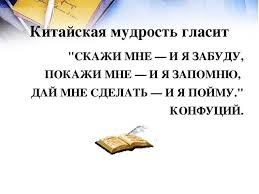 Китайская мудрость гласит
"СКАЖИ МНЕ — И Я ЗАБУДУ,
ПОКАЖИ МНЕ — И Я ЗАПОМНЮ,
ДАЙ МНЕ СДЕЛАТЬ — И Я ПОЙМУ."
КОНФУЦИЙ.